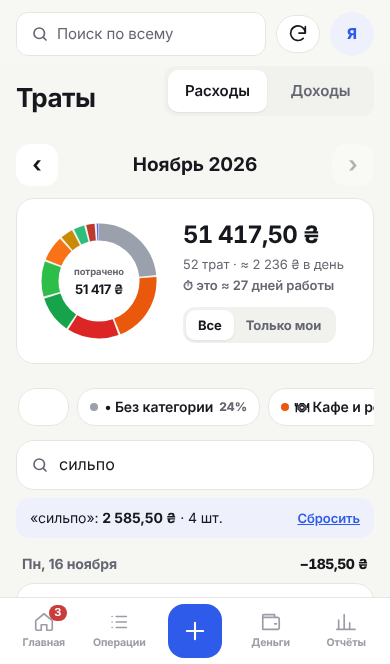 Поиск по всему
Я
Траты
Расходы
Доходы
Ноябрь 2026
потрачено
51 417 ₴
51 417,50 ₴
52 трат · ≈ 2 236 ₴ в день
⏱ это ≈ 27 дней работы
Все
Только мои
• Без категории 24%
🍽 Кафе и р
сильпо
«сильпо»: 2 585,50 ₴ · 4 шт.
Сбросить
Пн, 16 ноября
−185,50 ₴
3
Главная
Операции
Деньги
Отчёты